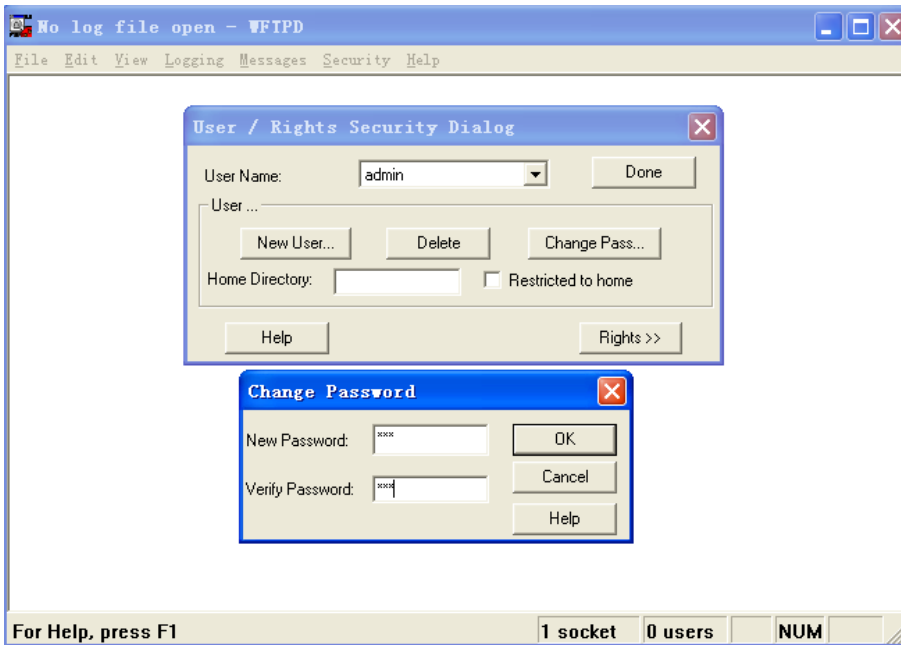 No log file open - WFTPD
File Edit View Logging Messages Security Help
User / Rights Security Dialog
User Name: admin Done
User ...
New User... Delete Change Pass...
Home Directory: Restricted to home
Help Rights >>
Change Password
New Password: *** OK
Verify Password: *** Cancel
Help
For Help, press F1 1 socket 0 users NUM